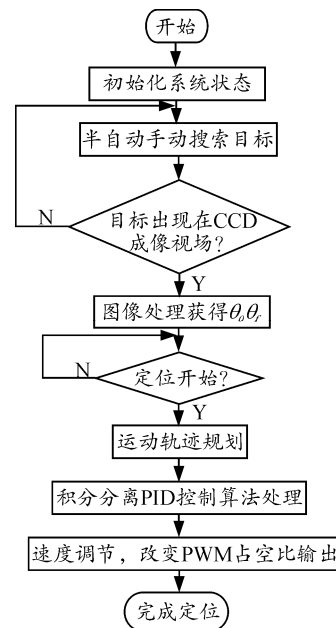 开始
初始化系统状态
半自动手动搜索目标
目标出现在CCD
成像视场?
N
Y
图像处理获得θₒθᵣ
定位开始?
N
Y
运动轨迹规划
积分分离PID控制算法处理
速度调节，改变PWM占空比输出
完成定位